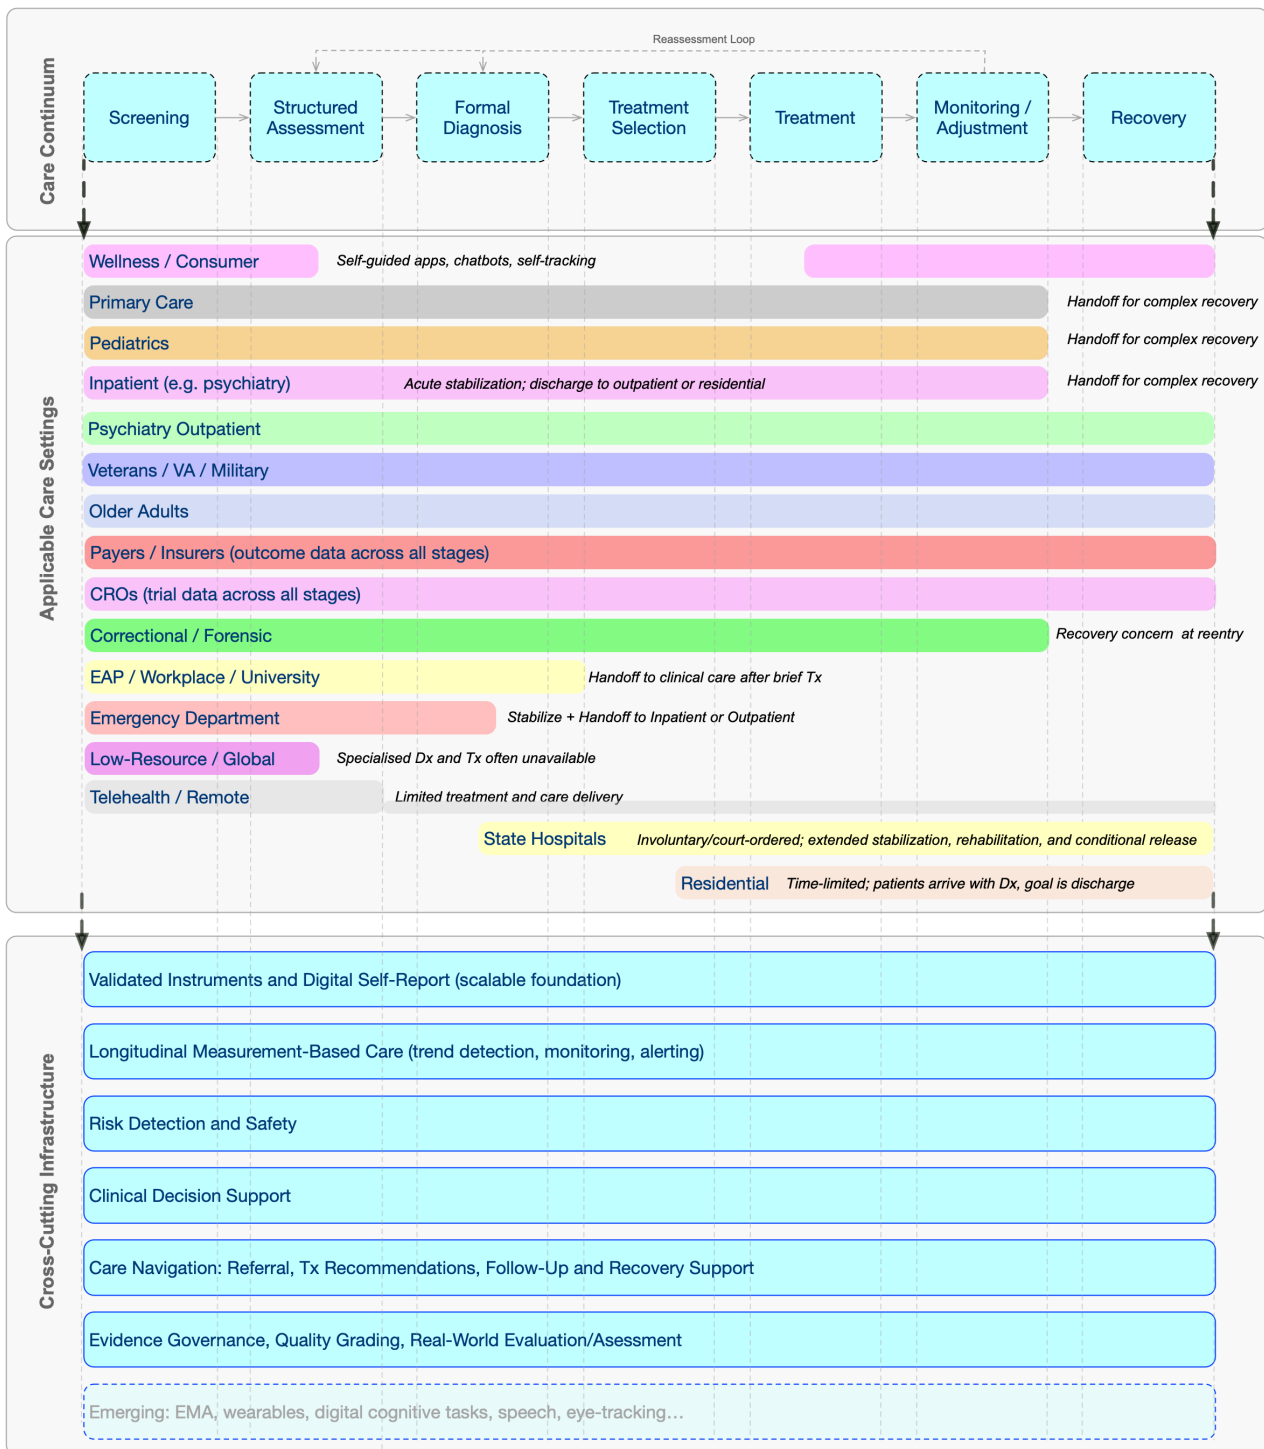 Reassessment Loop
Care Continuum
Screening
Structured
Assessment
Formal
Diagnosis
Treatment
Selection
Treatment
Monitoring /
Adjustment
Recovery
Applicable Care Settings
Wellness / Consumer
Self-guided apps, chatbots, self-tracking
Primary Care
Handoff for complex recovery
Pediatrics
Handoff for complex recovery
Inpatient (e.g. psychiatry)
Acute stabilization; discharge to outpatient or residential
Handoff for complex recovery
Psychiatry Outpatient
Veterans / VA / Military
Older Adults
Payers / Insurers (outcome data across all stages)
CROs (trial data across all stages)
Correctional / Forensic
Recovery concern at reentry
EAP / Workplace / University
Handoff to clinical care after brief Tx
Emergency Department
Stabilize + Handoff to Inpatient or Outpatient
Low-Resource / Global
Specialised Dx and Tx often unavailable
Telehealth / Remote
Limited treatment and care delivery
State Hospitals
Involuntary/court-ordered; extended stabilization, rehabilitation, and conditional release
Residential
Time-limited; patients arrive with Dx, goal is discharge
Cross-Cutting Infrastructure
Validated Instruments and Digital Self-Report (scalable foundation)
Longitudinal Measurement-Based Care (trend detection, monitoring, alerting)
Risk Detection and Safety
Clinical Decision Support
Care Navigation: Referral, Tx Recommendations, Follow-Up and Recovery Support
Evidence Governance, Quality Grading, Real-World Evaluation/Asessment
Emerging: EMA, wearables, digital cognitive tasks, speech, eye-tracking…